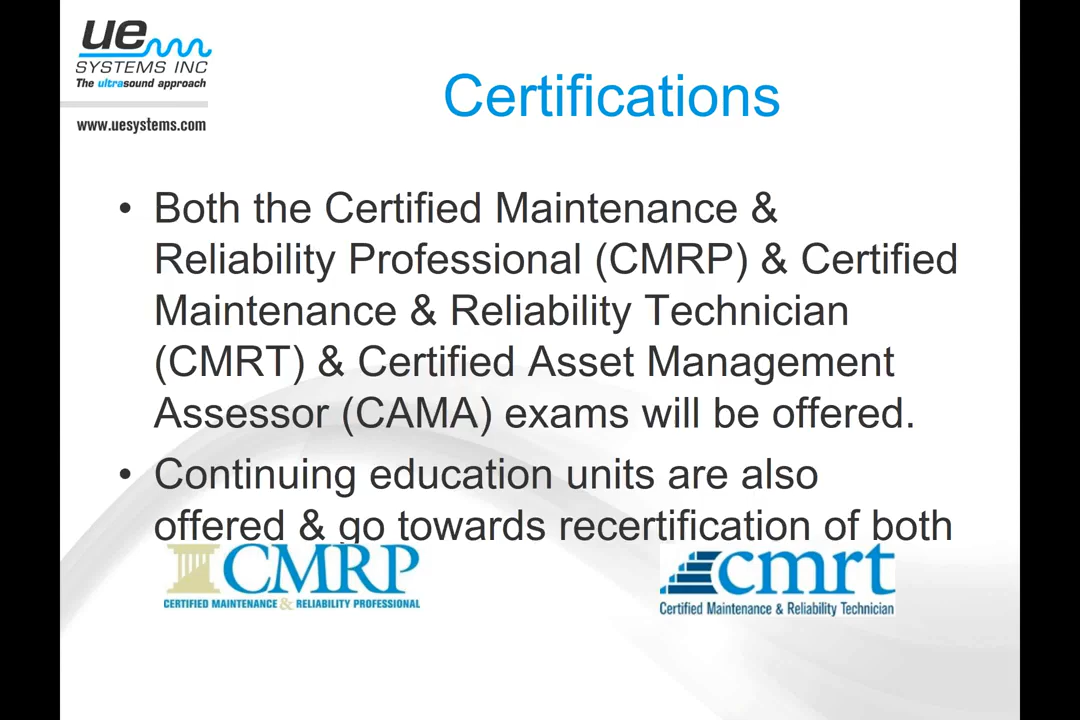 ue
SYSTEMS INC
The ultrasound approach
www.uesystems.com
Certifications
• Both the Certified Maintenance &
Reliability Professional (CMRP) & Certified
Maintenance & Reliability Technician
(CMRT) & Certified Asset Management
Assessor (CAMA) exams will be offered.
• Continuing education units are also
offered & go towards recertification of both
CMRP
CERTIFIED MAINTENANCE & RELIABILITY PROFESSIONAL
cmrt
Certified Maintenance & Reliability Technician